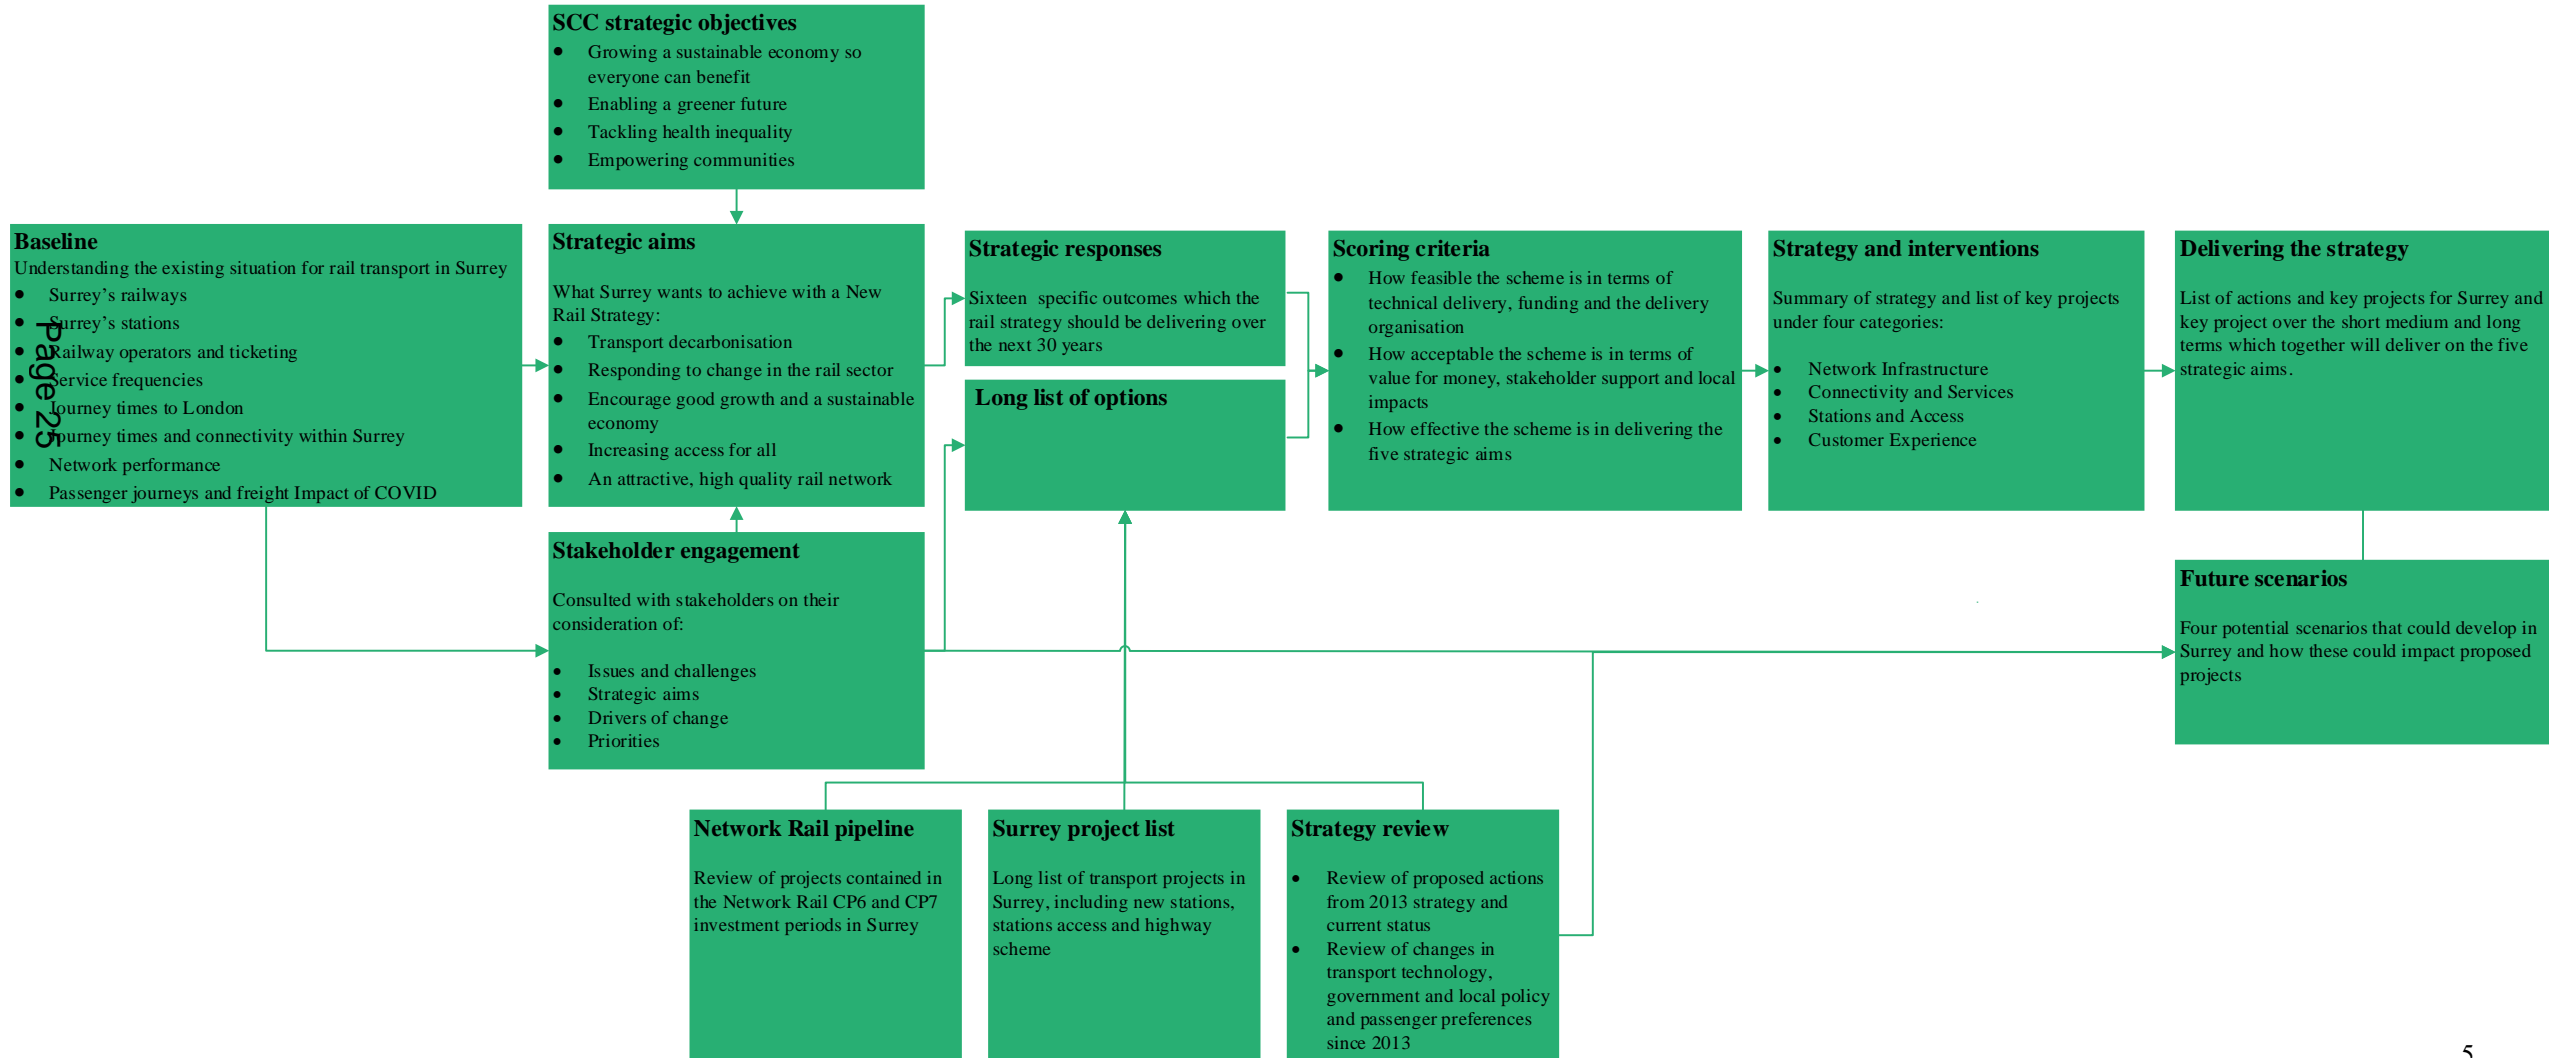 SCC strategic objectives
• Growing a sustainable economy so
everyone can benefit
• Enabling a greener future
• Tackling health inequality
• Empowering communities
Baseline
Understanding the existing situation for rail transport in Surrey
• Surrey’s railways
• Surrey’s stations
• Railway operators and ticketing
• Service frequencies
• Journey times to London
• Journey times and connectivity within Surrey
• Network performance
• Passenger journeys and freight Impact of COVID
Page 25
Strategic aims
What Surrey wants to achieve with a New
Rail Strategy:
• Transport decarbonisation
• Responding to change in the rail sector
• Encourage good growth and a sustainable
economy
• Increasing access for all
• An attractive, high quality rail network
Stakeholder engagement
Consulted with stakeholders on their
consideration of:
• Issues and challenges
• Strategic aims
• Drivers of change
• Priorities
Strategic responses
Sixteen specific outcomes which the
rail strategy should be delivering over
the next 30 years
Long list of options
Scoring criteria
• How feasible the scheme is in terms of
technical delivery, funding and the delivery
organisation
• How acceptable the scheme is in terms of
value for money, stakeholder support and local
impacts
• How effective the scheme is in delivering the
five strategic aims
Strategy and interventions
Summary of strategy and list of key projects
under four categories:
• Network Infrastructure
• Connectivity and Services
• Stations and Access
• Customer Experience
Delivering the strategy
List of actions and key projects for Surrey and
key project over the short medium and long
terms which together will deliver on the five
strategic aims.
Future scenarios
Four potential scenarios that could develop in
Surrey and how these could impact proposed
projects
Network Rail pipeline
Review of projects contained in
the Network Rail CP6 and CP7
investment periods in Surrey
Surrey project list
Long list of transport projects in
Surrey, including new stations,
stations access and highway
scheme
Strategy review
• Review of proposed actions
from 2013 strategy and
current status
• Review of changes in
transport technology,
government and local policy
and passenger preferences
since 2013
5